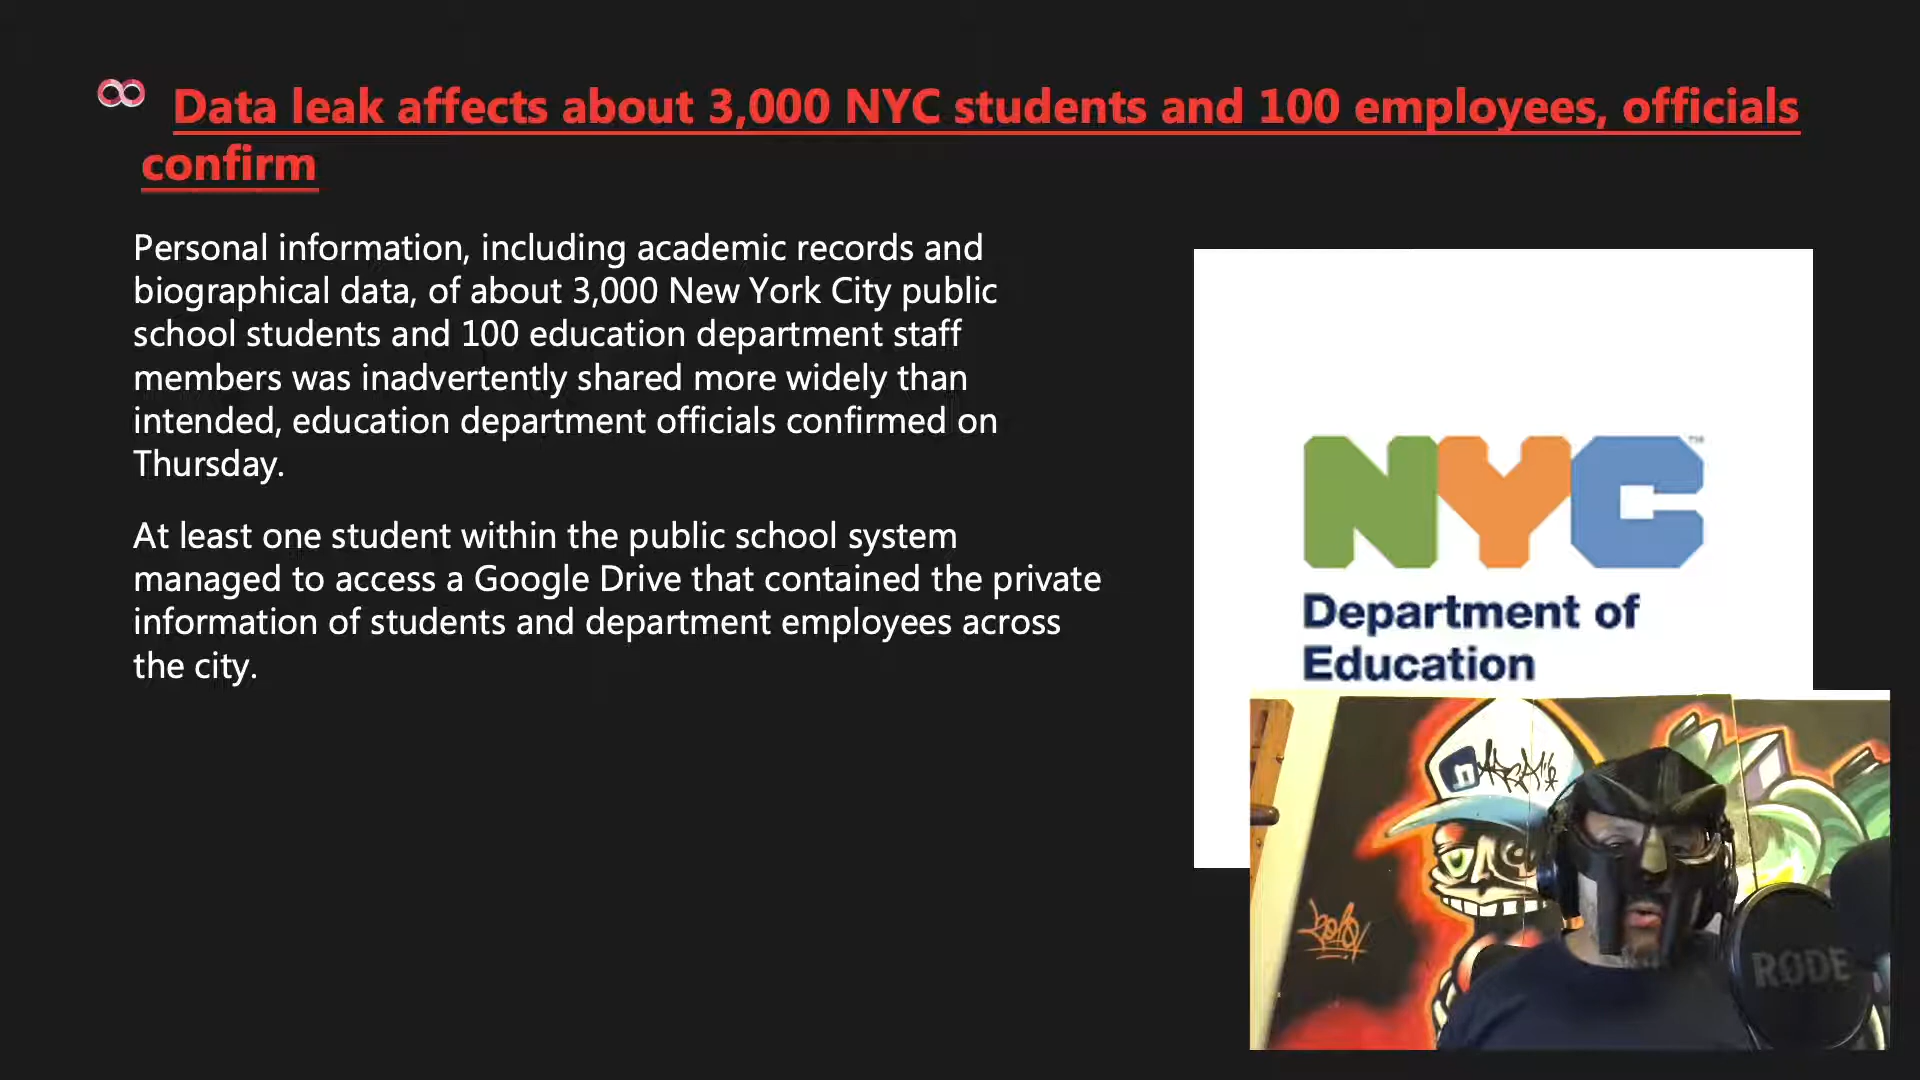 Data leak affects about 3,000 NYC students and 100 employees, officials
confirm
Personal information, including academic records and
biographical data, of about 3,000 New York City public
school students and 100 education department staff
members was inadvertently shared more widely than
intended, education department officials confirmed on
Thursday.
At least one student within the public school system
managed to access a Google Drive that contained the private
information of students and department employees across
the city.
NYC™
Department of
Education
RØDE